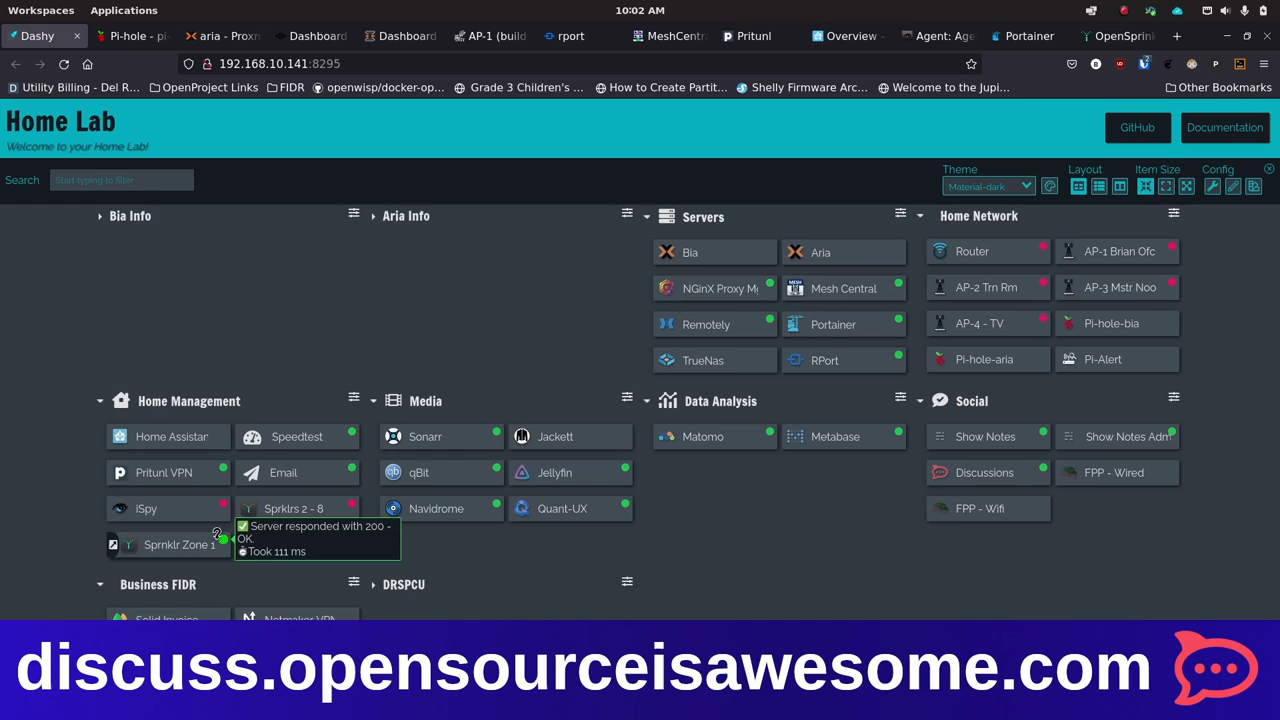 Workspaces Applications 10:02 AM
Dashy Pi-hole - pi- aria - Proxn Dashboard Dashboard AP-1 (build rport MeshCentr Pritunl Overview - Agent: Age Portainer OpenSprink
192.168.10.141:8295
Utility Billing - Del R... OpenProject Links FIDR openwisp/docker-op... Grade 3 Children's ... How to Create Partit... Shelly Firmware Arc... Welcome to the Jupi... Other Bookmarks
Home Lab
Welcome to your Home Lab!
GitHub Documentation
Search Start typing to filter
Theme Layout Item Size Config
Material-dark
Bia Info Aria Info Servers Home Network
Bia Aria Router AP-1 Brian Ofc
NGinX Proxy Mg Mesh Central AP-2 Trn Rm AP-3 Mstr Noo
Remotely Portainer AP-4 - TV Pi-hole-bia
TrueNas RPort Pi-hole-aria Pi-Alert
Home Management Media Data Analysis Social
Home Assistar Speedtest Sonarr Jackett Matomo Metabase Show Notes Show Notes Adm
Pritunl VPN Email qBit Jellyfin Discussions FPP - Wired
iSpy Sprklrs 2 - 8 Navidrome Quant-UX FPP - Wifi
Sprnklr Zone 1
2
Server responded with 200 -
OK.
Took 111 ms
Business FIDR DRSPCU
Solid Invoice Netmaker VPN
discuss.opensourceisawesome.com